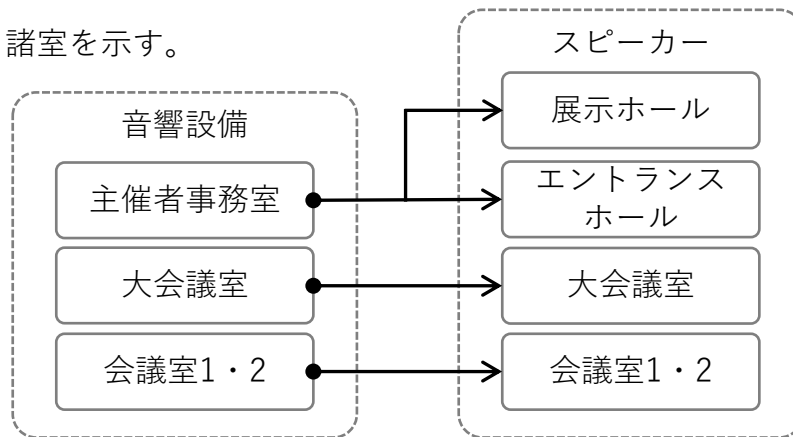 諸室を示す。
音響設備
主催者事務室
大会議室
会議室1・2
スピーカー
展示ホール
エントランス
ホール
大会議室
会議室1・2